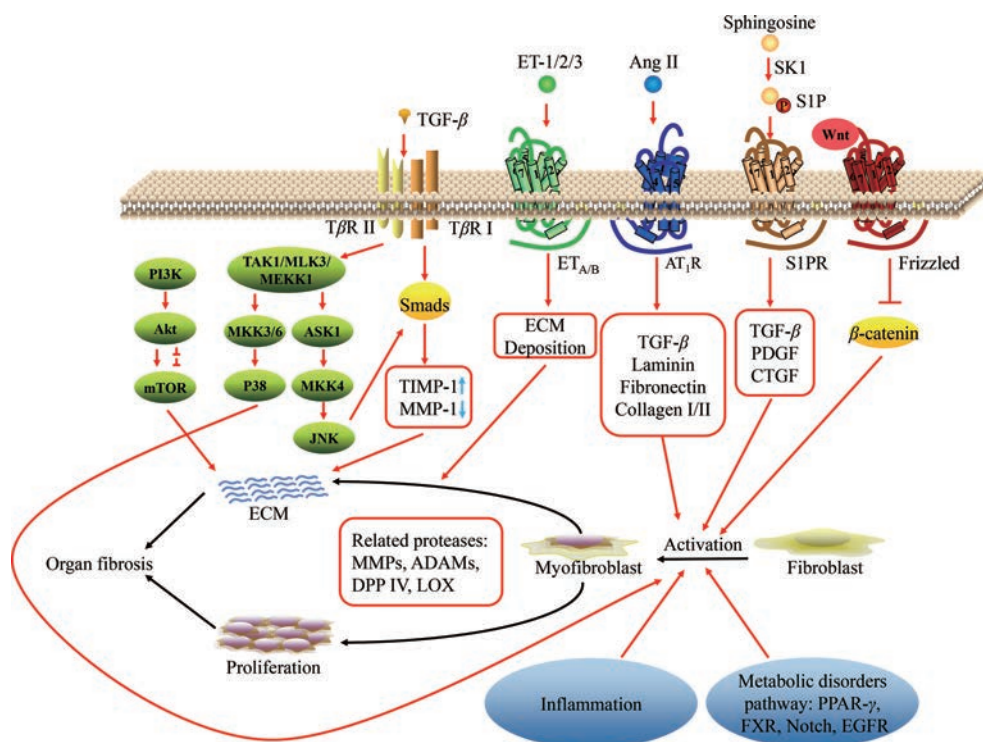 Sphingosine
SK1
P
S1P
ET-1/2/3
Ang II
TGF-β
Wnt
TβR II
TβR I
ET_A/B
AT₁R
S1PR
Frizzled
PI3K
Akt
mTOR
TAK1/MLK3/
MEKK1
MKK3/6
P38
ASK1
MKK4
JNK
Smads
TIMP-1↑
MMP-1↓
ECM
Deposition
TGF-β
Laminin
Fibronectin
Collagen I/II
TGF-β
PDGF
CTGF
β-catenin
ECM
Organ fibrosis
Related proteases:
MMPs, ADAMs,
DPP IV, LOX
Myofibroblast
Activation
Fibroblast
Proliferation
Inflammation
Metabolic disorders
pathway: PPAR-γ,
FXR, Notch, EGFR